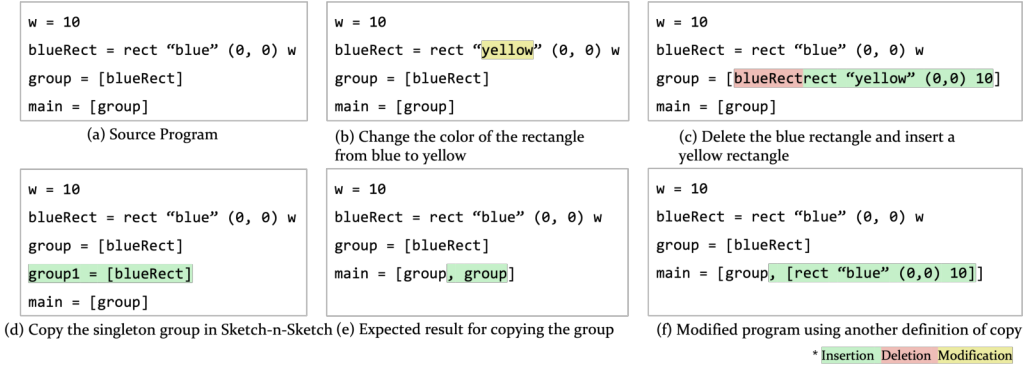 w = 10
blueRect = rect “blue” (0, 0) w
group = [blueRect]
main = [group]
(a) Source Program
w = 10
blueRect = rect “yellow” (0, 0) w
group = [blueRect]
main = [group]
(b) Change the color of the rectangle
from blue to yellow
w = 10
blueRect = rect “blue” (0, 0) w
group = [blueRectrect “yellow” (0,0) 10]
main = [group]
(c) Delete the blue rectangle and insert a
yellow rectangle
w = 10
blueRect = rect “blue” (0, 0) w
group = [blueRect]
group1 = [blueRect]
main = [group]
(d) Copy the singleton group in Sketch-n-Sketch
w = 10
blueRect = rect “blue” (0, 0) w
group = [blueRect]
main = [group, group]
(e) Expected result for copying the group
w = 10
blueRect = rect “blue” (0, 0) w
group = [blueRect]
main = [group, [rect “blue” (0,0) 10]]
(f) Modified program using another definition of copy
* Insertion Deletion Modification